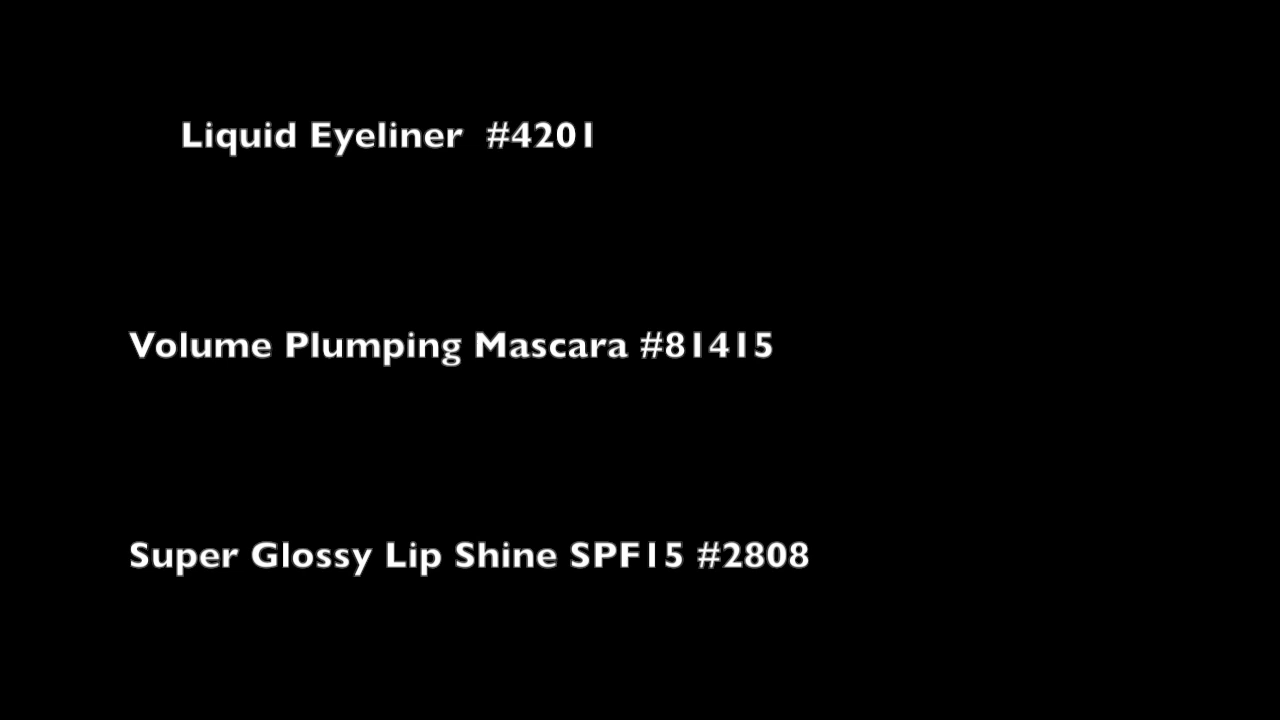 Liquid Eyeliner  #4201
Volume Plumping Mascara #81415
Super Glossy Lip Shine SPF15 #2808